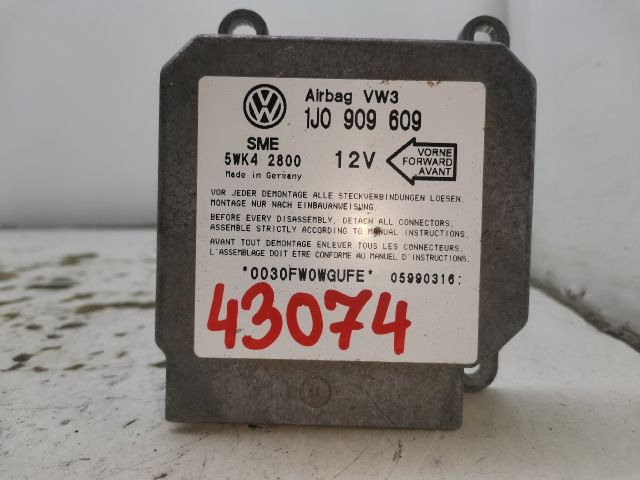 Airbag VW3
1J0 909 609
SME
5WK4 2800
Made in Germany
12V
VORNE
FORWARD
AVANT
VOR JEDER DEMONTAGE ALLE STECKVERBINDUNGEN LOESEN.
MONTAGE NUR NACH EINBAUANWEISUNG.
BEFORE EVERY DISASSEMBLY, DETACH ALL CONNECTORS.
ASSEMBLE STRICTLY ACCORDING TO MANUAL INSTRUCTIONS.
AVANT TOUT DEMONTAGE ENLEVER TOUS LES CONNECTEURS.
L'ASSEMBLAGE DOIT ETRE CONFORME AU MANUEL D'INSTRUCTIONS.
*0030FW0WGUFE* 05990316:
43074